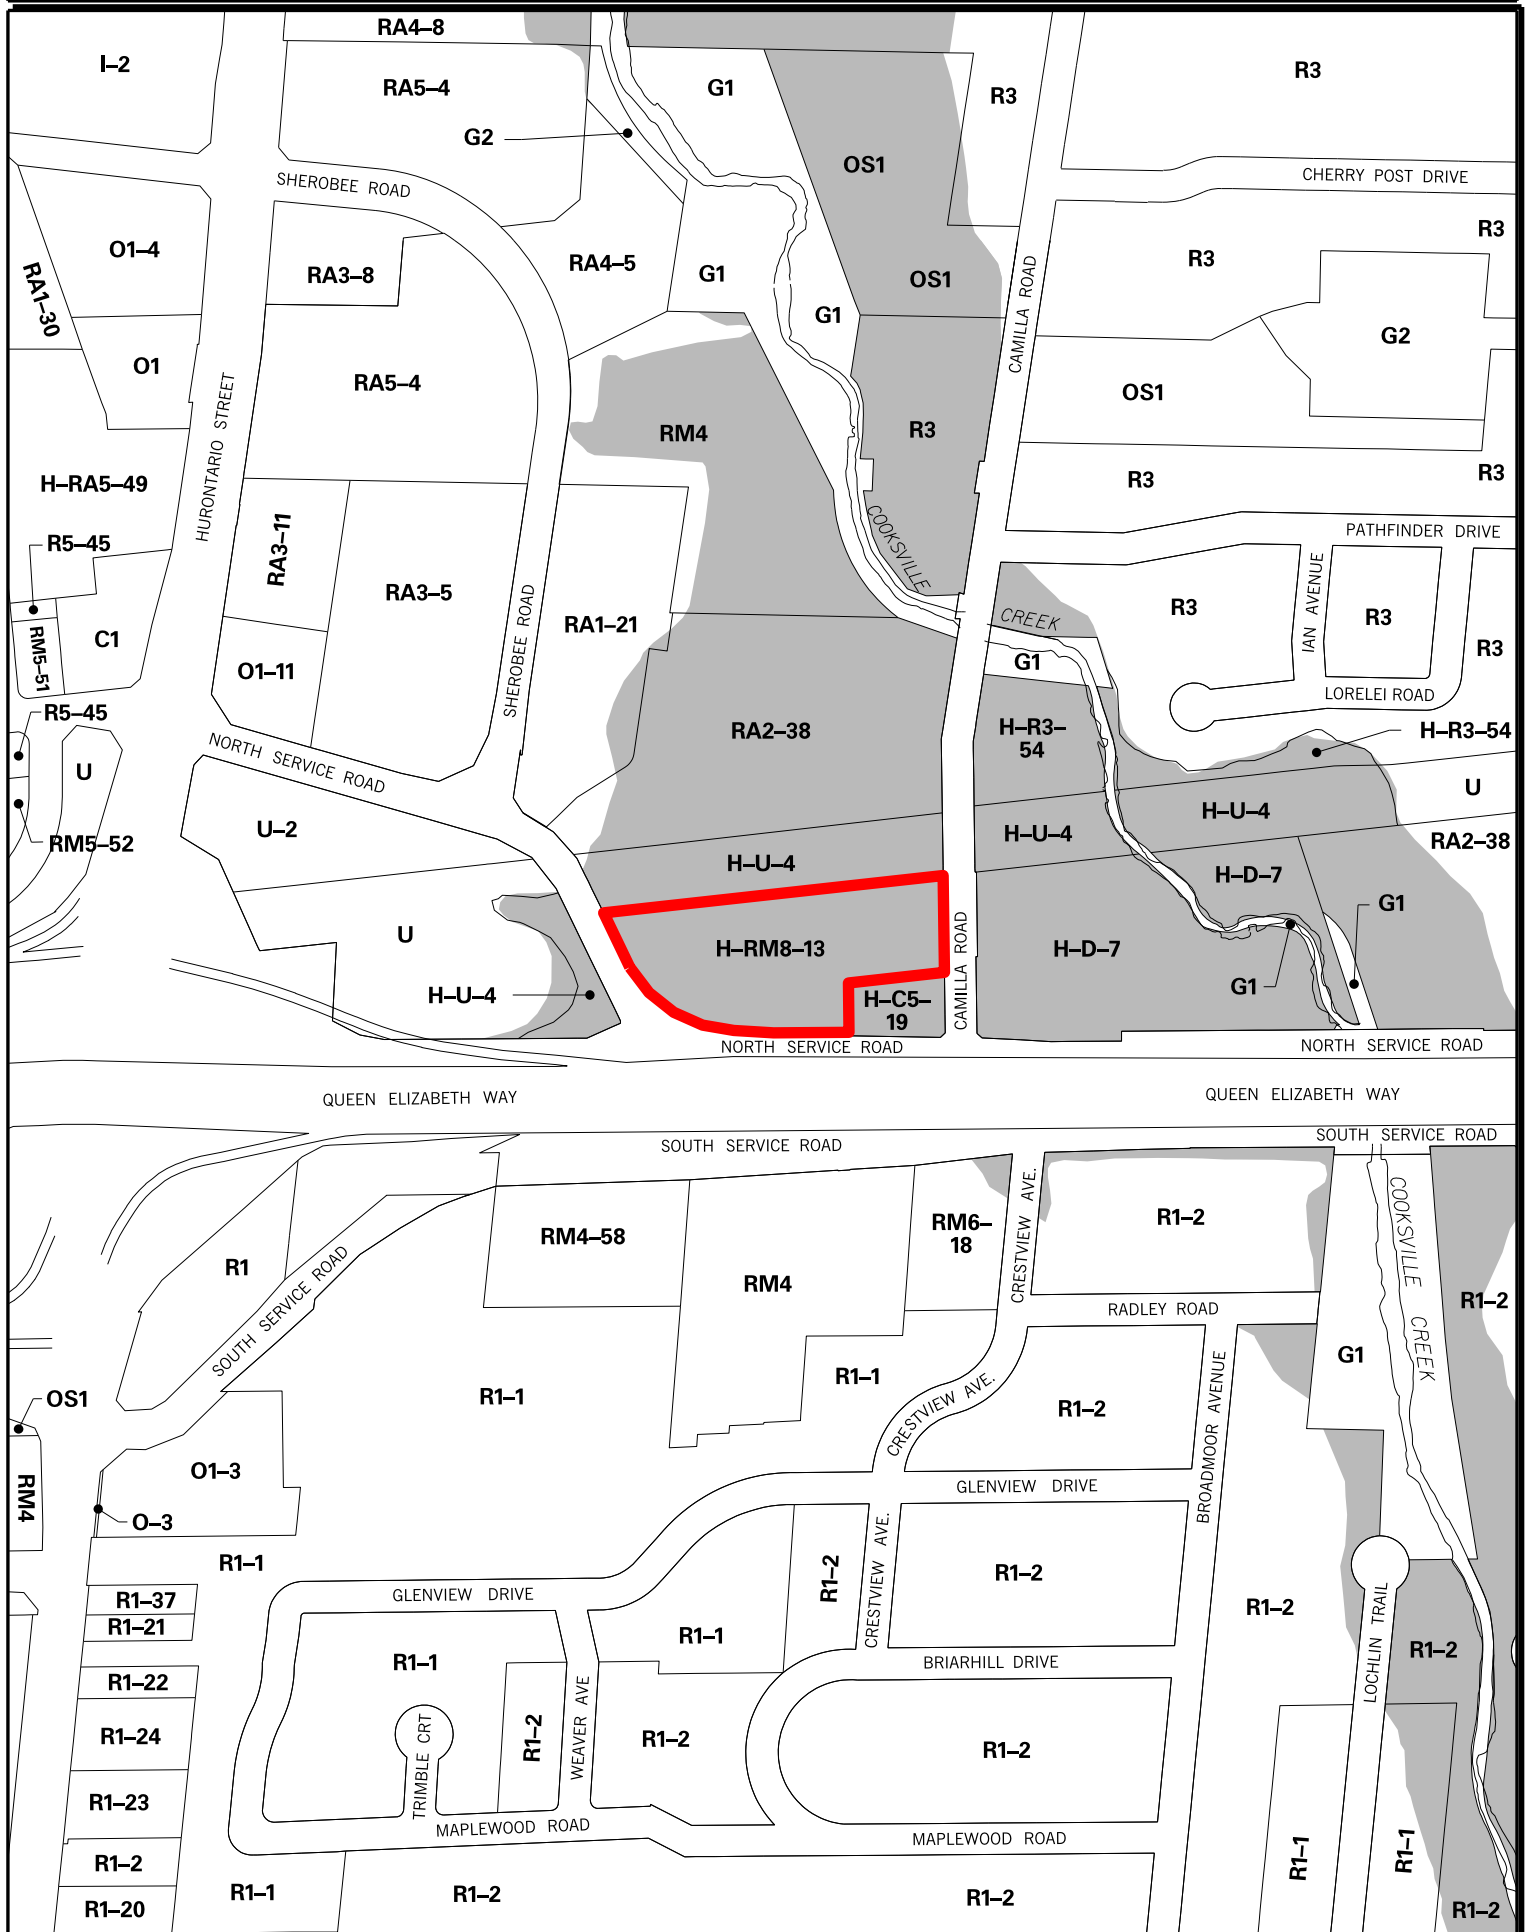 RA4–8
I–2
RA5–4
G1
R3
R3
G2
OS1
CHERRY POST DRIVE
SHEROBEE ROAD
O1–4
RA3–8
RA4–5
G1
OS1
CAMILLA ROAD
R3
R3
RA1–30
G1
G2
O1
RA5–4
OS1
HURONTARIO STREET
RM4
R3
H–RA5–49
R3
R3
R5–45
RA3–11
COOKSVILLE
PATHFINDER DRIVE
RA3–5
SHEROBEE ROAD
RA1–21
CREEK
R3
IAN AVENUE
R3
RM5–51
C1
O1–11
G1
R3
LORELEI ROAD
R5–45
NORTH SERVICE ROAD
RA2–38
H–R3–
54
H–R3–54
U
U
RM5–52
U–2
H–U–4
H–U–4
H–U–4
RA2–38
H–D–7
G1
U
H–RM8–13
CAMILLA ROAD
H–D–7
H–U–4
H–C5–
19
G1
NORTH SERVICE ROAD
NORTH SERVICE ROAD
QUEEN ELIZABETH WAY
QUEEN ELIZABETH WAY
SOUTH SERVICE ROAD
SOUTH SERVICE ROAD
R1
SOUTH SERVICE ROAD
RM4–58
RM4
RM6–
18
CRESTVIEW AVE.
R1–2
COOKSVILLE CREEK
R1–2
RADLEY ROAD
G1
OS1
R1–1
R1–1
CRESTVIEW AVE.
R1–2
BROADMOOR AVENUE
RM4
O1–3
O–3
GLENVIEW DRIVE
R1–1
R1–2
CRESTVIEW AVE.
R1–2
R1–2
LOCHLIN TRAIL
R1–37
GLENVIEW DRIVE
R1–21
R1–1
R1–1
R1–2
BRIARHILL DRIVE
R1–22
R1–24
TRIMBLE CRT
R1–2
WEAVER AVE
R1–2
R1–2
R1–23
MAPLEWOOD ROAD
MAPLEWOOD ROAD
R1–1
R1–1
R1–2
R1–1
R1–2
R1–2
R1–20
R1–2